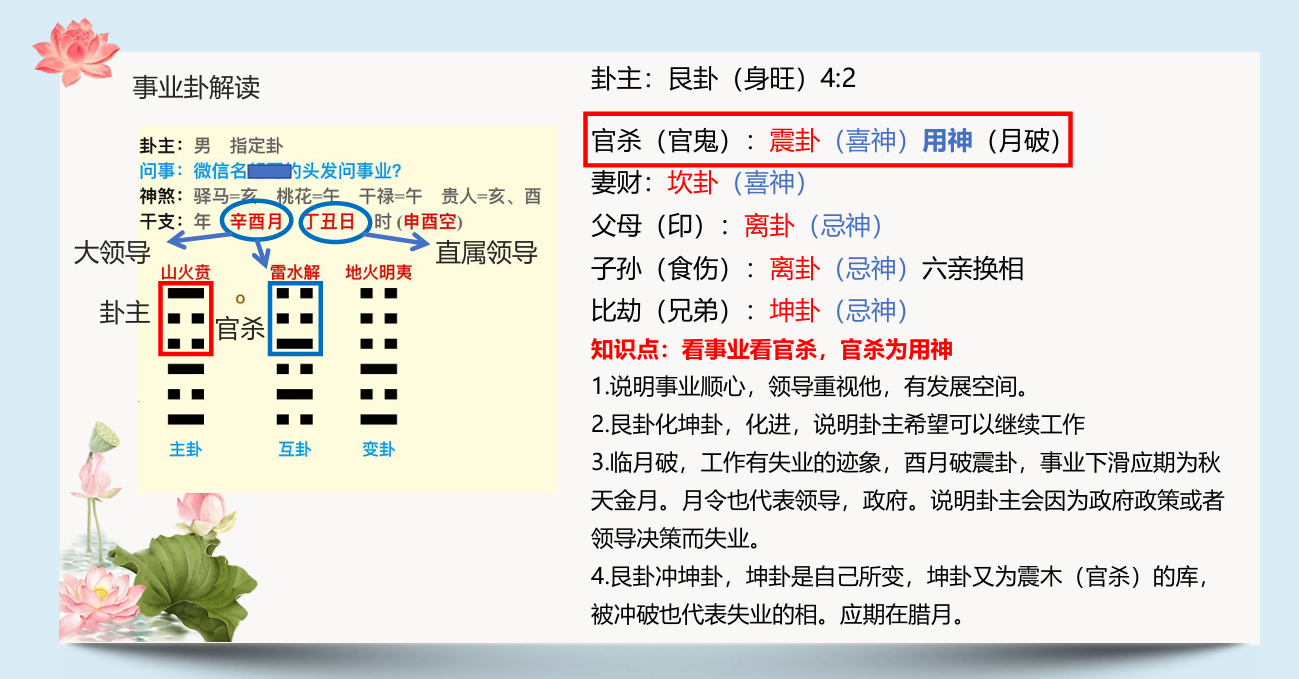 事业卦解读
卦主：男 指定卦
问事：微信名 的头发问事业？
神煞：驿马=亥 桃花=午 干禄=午 贵人=亥、酉
干支：年 辛酉月 丁丑日 时 (申酉空)
大领导
直属领导
山火贲 雷水解 地火明夷
卦主
官杀
主卦 互卦 变卦
卦主：艮卦（身旺）4:2
官杀（官鬼）：震卦（喜神）用神（月破）
妻财：坎卦（喜神）
父母（印）：离卦（忌神）
子孙（食伤）：离卦（忌神）六亲换相
比劫（兄弟）：坤卦（忌神）
知识点：看事业看官杀，官杀为用神
1.说明事业顺心，领导重视他，有发展空间。
2.艮卦化坤卦，化进，说明卦主希望可以继续工作
3.临月破，工作有失业的迹象，酉月破震卦，事业下滑应期为秋
天金月。月令也代表领导，政府。说明卦主会因为政府政策或者
领导决策而失业。
4.艮卦冲坤卦，坤卦是自己所变，坤卦又为震木（官杀）的库，
被冲破也代表失业的相。应期在腊月。